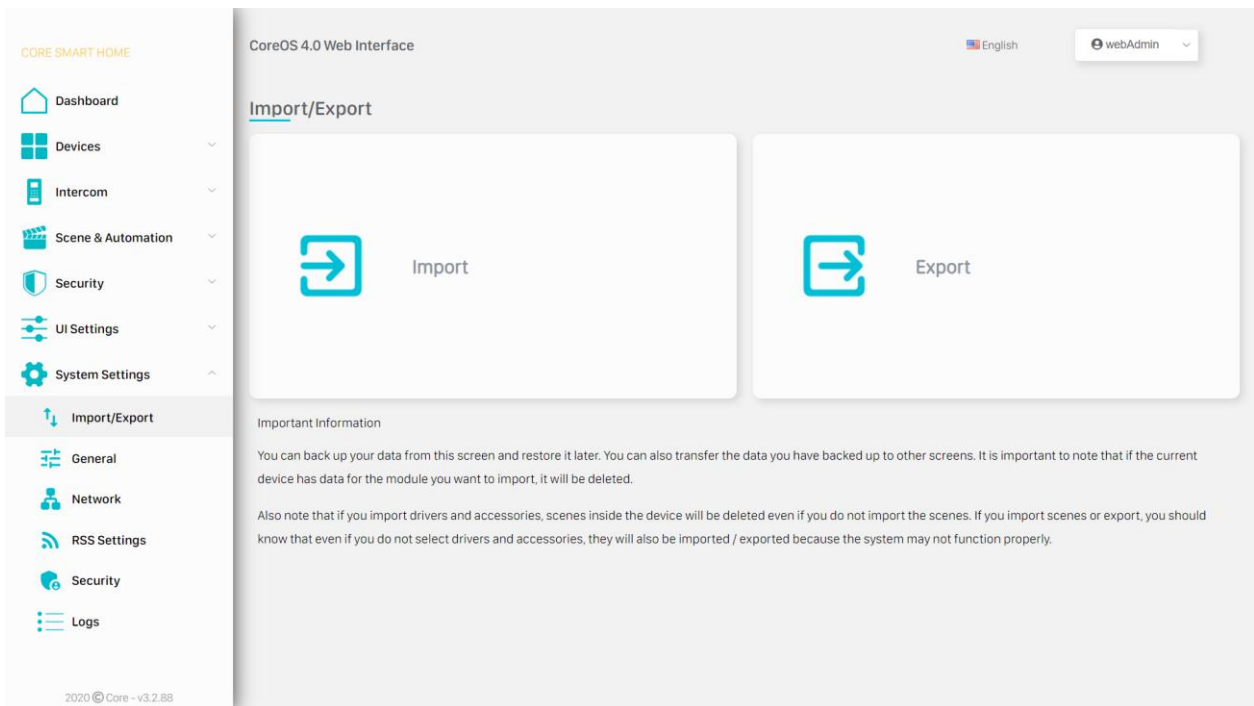 CORE SMART HOME
Dashboard
Devices
Intercom
Scene & Automation
Security
UI Settings
System Settings
Import/Export
General
Network
RSS Settings
Security
Logs
2020 © Core - v3.2.88
CoreOS 4.0 Web Interface
English
webAdmin
Import/Export
Import
Export
Important Information
You can back up your data from this screen and restore it later. You can also transfer the data you have backed up to other screens. It is important to note that if the current
device has data for the module you want to import, it will be deleted.
Also note that if you import drivers and accessories, scenes inside the device will be deleted even if you do not import the scenes. If you import scenes or export, you should
know that even if you do not select drivers and accessories, they will also be imported / exported because the system may not function properly.